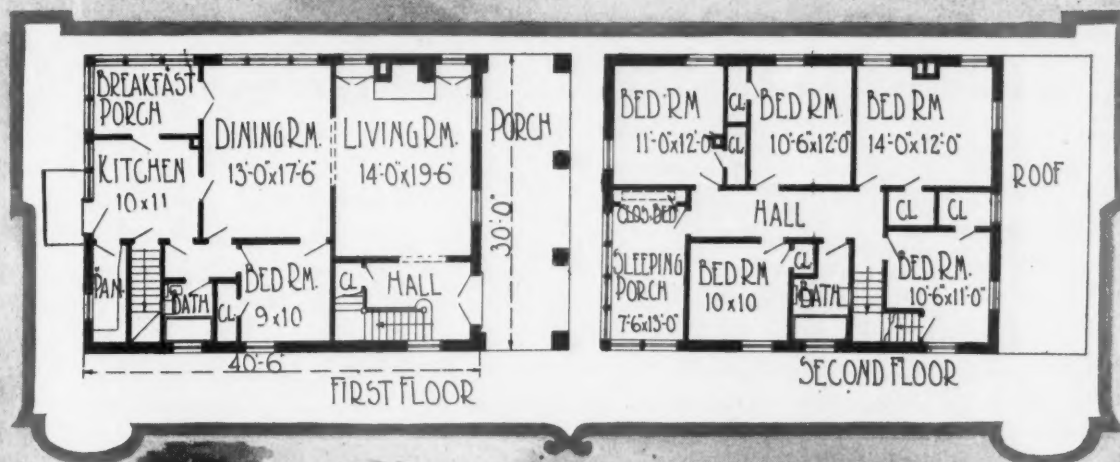 BREAKFAST
PORCH
DINING RM.
13'-0"x17'-6"
LIVING RM.
14'-0"x19'-6"
PORCH
KITCHEN
10x11
30'-0"
PAN.
BATH
CL.
BED RM.
9x10
CL
HALL
40'-6"
FIRST FLOOR
BED RM
11'-0"x12'-0"
CL
CL
BED RM.
10'-6"x12'-0"
BED RM.
14'-0"x12'-0"
ROOF
CLOS BED
HALL
CL
CL
SLEEPING
PORCH
7'-6"x13'-0"
BED RM
10x10
CL
BATH
BED RM.
10'-6"x11'-0"
SECOND FLOOR